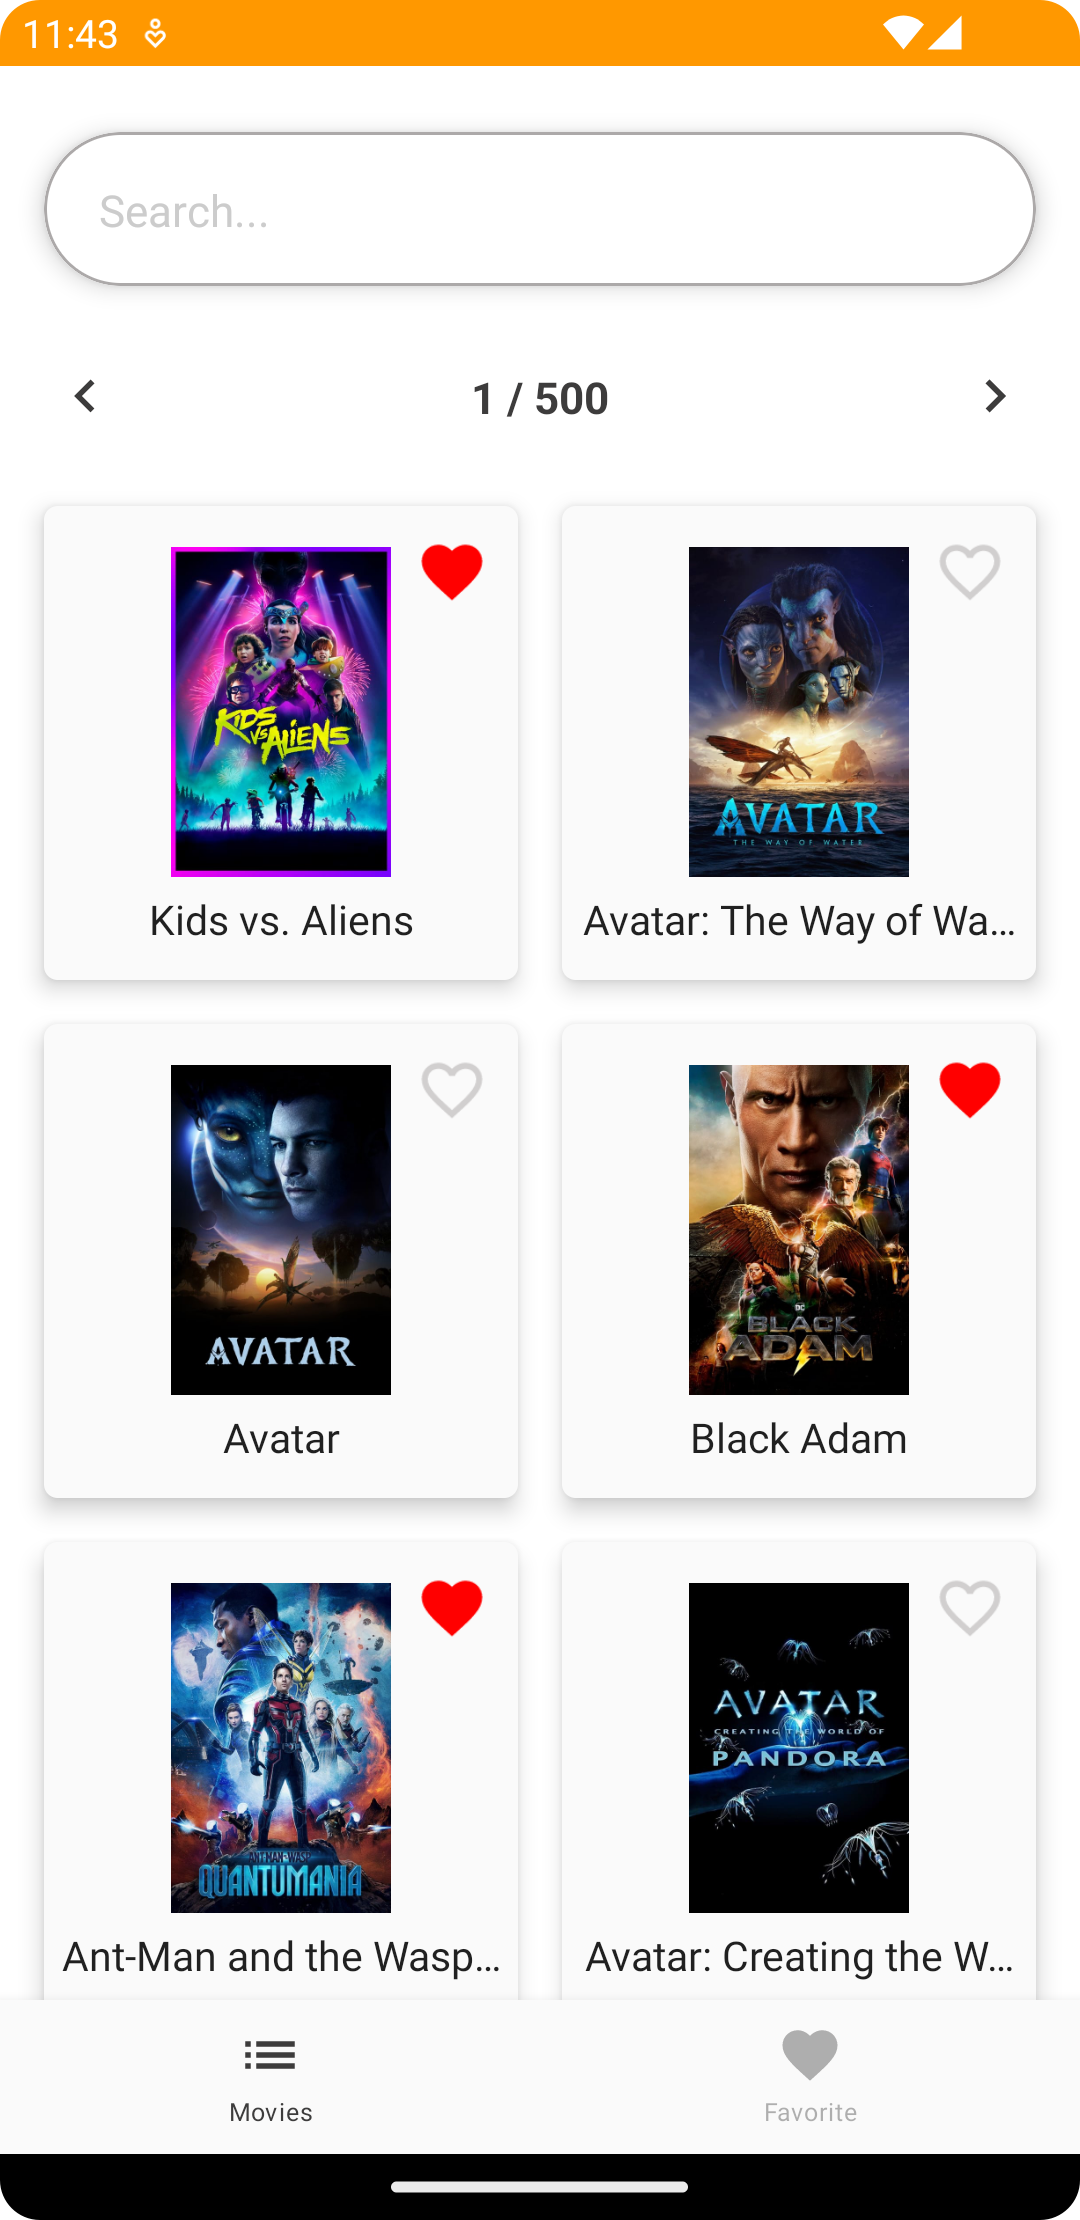 11:43
Search...
1 / 500
KIDS
VS ALIENS
Kids vs. Aliens
AVATAR
THE WAY OF WATER
Avatar: The Way of Wa...
AVATAR
Avatar
DC
BLACK
ADAM
Black Adam
ANT-MAN AND THE WASP
QUANTUMANIA
Ant-Man and the Wasp...
AVATAR
CREATING THE WORLD OF
PANDORA
Avatar: Creating the W...
Movies
Favorite